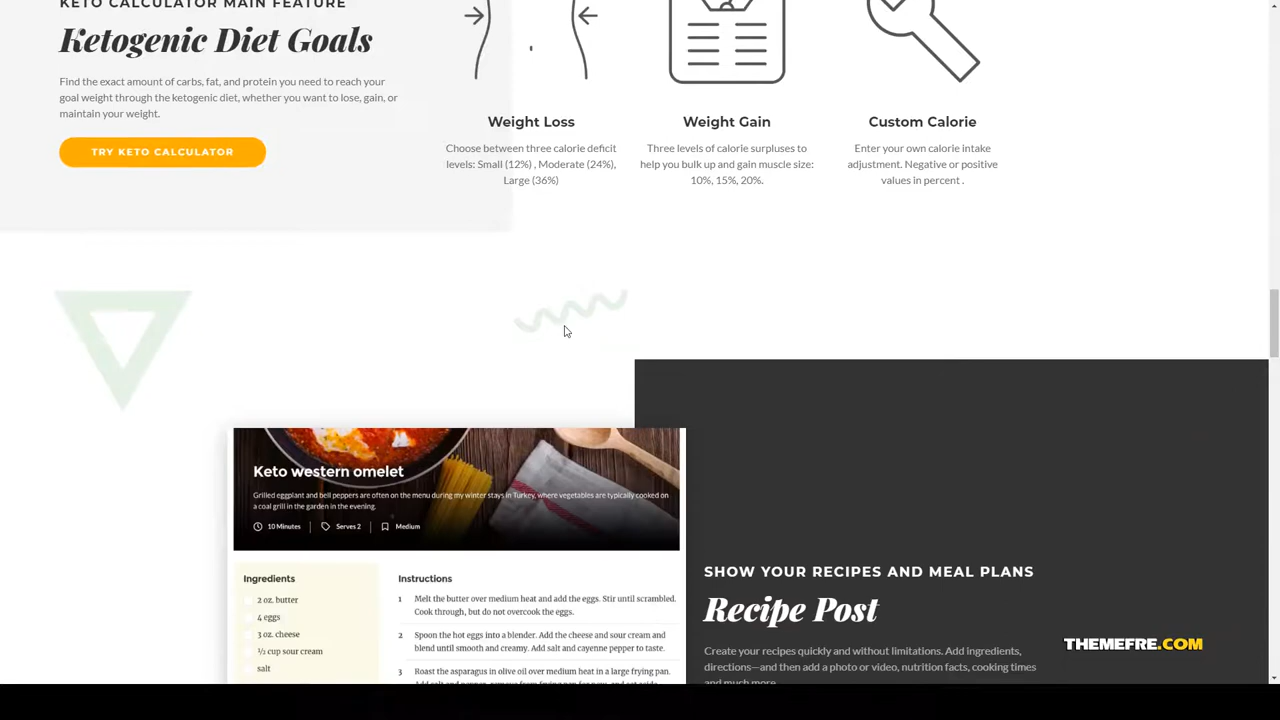 KETO CALCULATOR MAIN FEATURE
Ketogenic Diet Goals
Find the exact amount of carbs, fat, and protein you need to reach your
goal weight through the ketogenic diet, whether you want to lose, gain, or
maintain your weight.
TRY KETO CALCULATOR
Weight Loss
Choose between three calorie deficit
levels: Small (12%) , Moderate (24%),
Large (36%)
Weight Gain
Three levels of calorie surpluses to
help you bulk up and gain muscle size:
10%, 15%, 20%.
Custom Calorie
Enter your own calorie intake
adjustment. Negative or positive
values in percent .
Keto western omelet
Grilled eggplant and bell peppers are often on the menu during my winter stays in Turkey, where vegetables are typically cooked on
a coal grill in the garden in the evening.
10 Minutes
Serves 2
Medium
Ingredients
2 oz. butter
4 eggs
3 oz. cheese
½ cup sour cream
salt
Instructions
1 Melt the butter over medium heat and add the eggs. Stir until scrambled.
Cook through, but do not overcook the eggs.
2 Spoon the hot eggs into a blender. Add the cheese and sour cream and
blend until smooth and creamy. Add salt and cayenne pepper to taste.
3 Roast the asparagus in olive oil over medium heat in a large frying pan.
SHOW YOUR RECIPES AND MEAL PLANS
Recipe Post
Create your recipes quickly and without limitations. Add ingredients,
directions—and then add a photo or video, nutrition facts, cooking times
and much more
THEMEFRE.COM